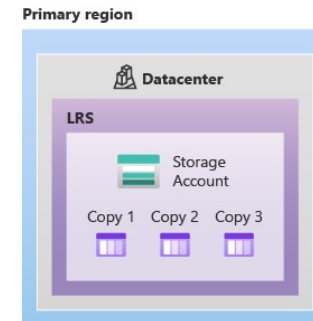 Primary region
Datacenter
LRS
Storage
Account
Copy 1 Copy 2 Copy 3